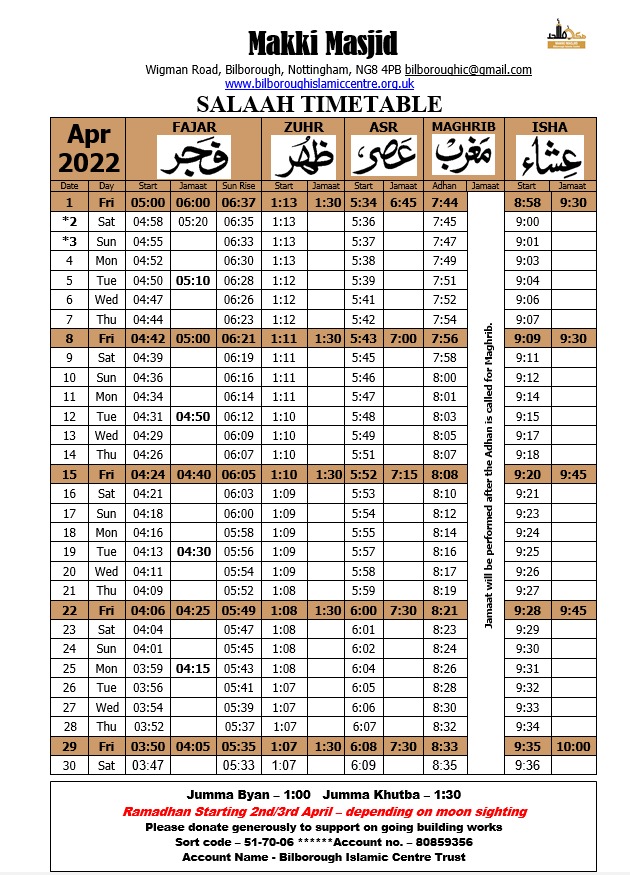 Makki Masjid
Wigman Road, Bilborough, Nottingham, NG8 4PB bilboroughic@gmail.com
www.bilboroughislamiccentre.org.uk
SALAAH TIMETABLE
Apr 2022 FAJAR ZUHR ASR MAGHRIB ISHA
فَجَر ظُهُر عَصَر مَغرِب عِشَاء
Date Day Start Jamaat Sun Rise Start Jamaat Start Jamaat Adhan Jamaat Start Jamaat
1 Fri 05:00 06:00 06:37 1:13 1:30 5:34 6:45 7:44 8:58 9:30
*2 Sat 04:58 05:20 06:35 1:13 5:36 7:45 9:00
*3 Sun 04:55 06:33 1:13 5:37 7:47 9:01
4 Mon 04:52 06:30 1:13 5:38 7:49 9:03
5 Tue 04:50 05:10 06:28 1:12 5:39 7:51 9:04
6 Wed 04:47 06:26 1:12 5:41 7:52 9:06
7 Thu 04:44 06:23 1:12 5:42 7:54 9:07
8 Fri 04:42 05:00 06:21 1:11 1:30 5:43 7:00 7:56 9:09 9:30
9 Sat 04:39 06:19 1:11 5:45 7:58 9:11
10 Sun 04:36 06:16 1:11 5:46 8:00 9:12
11 Mon 04:34 06:14 1:11 5:47 8:01 9:14
12 Tue 04:31 04:50 06:12 1:10 5:48 8:03 9:15
13 Wed 04:29 06:09 1:10 5:49 8:05 9:17
14 Thu 04:26 06:07 1:10 5:51 8:07 9:18
15 Fri 04:24 04:40 06:05 1:10 1:30 5:52 7:15 8:08 9:20 9:45
16 Sat 04:21 06:03 1:09 5:53 8:10 9:21
17 Sun 04:18 06:00 1:09 5:54 8:12 9:23
18 Mon 04:16 05:58 1:09 5:55 8:14 9:24
19 Tue 04:13 04:30 05:56 1:09 5:57 8:16 9:25
20 Wed 04:11 05:54 1:09 5:58 8:17 9:26
21 Thu 04:09 05:52 1:08 5:59 8:19 9:27
22 Fri 04:06 04:25 05:49 1:08 1:30 6:00 7:30 8:21 9:28 9:45
23 Sat 04:04 05:47 1:08 6:01 8:23 9:29
24 Sun 04:01 05:45 1:08 6:02 8:24 9:30
25 Mon 03:59 04:15 05:43 1:08 6:04 8:26 9:31
26 Tue 03:56 05:41 1:07 6:05 8:28 9:32
27 Wed 03:54 05:39 1:07 6:06 8:30 9:33
28 Thu 03:52 05:37 1:07 6:07 8:32 9:34
29 Fri 03:50 04:05 05:35 1:07 1:30 6:08 7:30 8:33 9:35 10:00
30 Sat 03:47 05:33 1:07 6:09 8:35 9:36
Jamaat will be performed after the Adhan is called for Maghrib.
Jumma Byan – 1:00 Jumma Khutba – 1:30
Ramadhan Starting 2nd/3rd April – depending on moon sighting
Please donate generously to support on going building works
Sort code – 51-70-06 ******Account no. – 80859356
Account Name - Bilborough Islamic Centre Trust